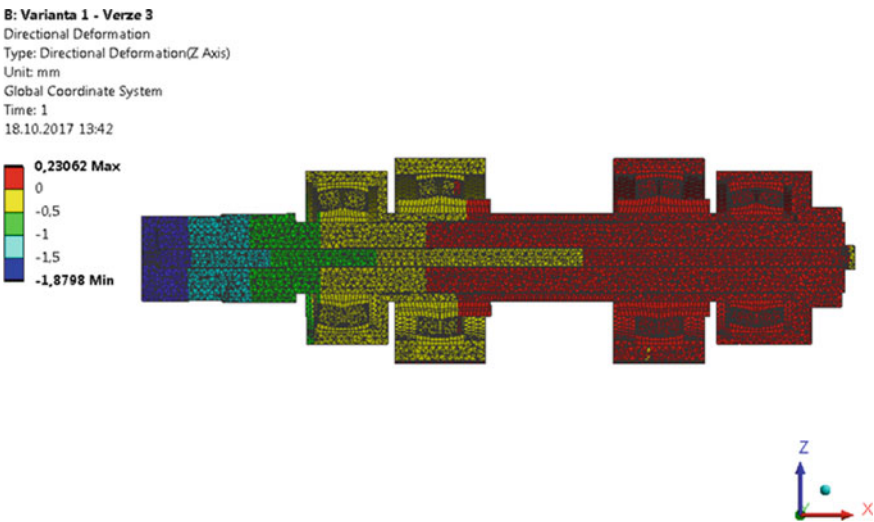 B: Varianta 1 - Verze 3
Directional Deformation
Type: Directional Deformation(Z Axis)
Unit: mm
Global Coordinate System
Time: 1
18.10.2017 13:42
0,23062 Max
0
-0,5
-1
-1,5
-1,8798 Min
Z
Y
X